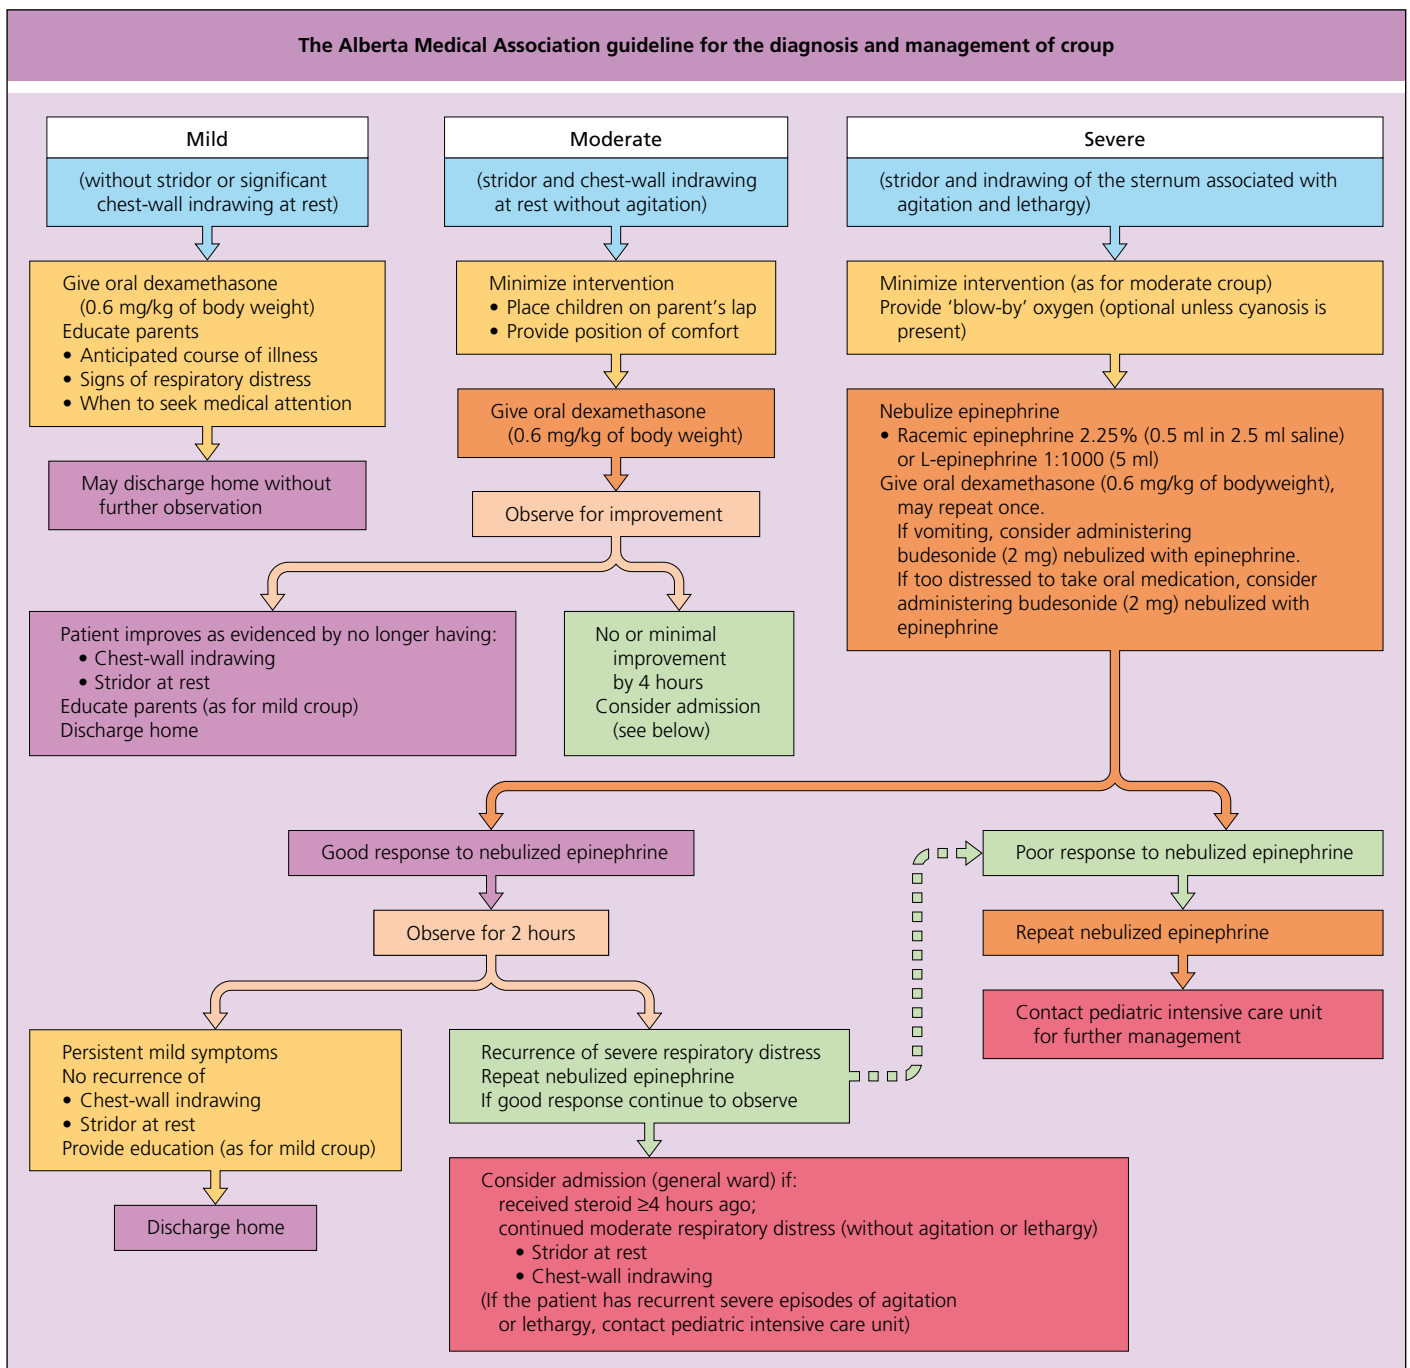 The Alberta Medical Association guideline for the diagnosis and management of croup
Mild
(without stridor or significant
chest-wall indrawing at rest)
Give oral dexamethasone
(0.6 mg/kg of body weight)
Educate parents
• Anticipated course of illness
• Signs of respiratory distress
• When to seek medical attention
May discharge home without
further observation
Moderate
(stridor and chest-wall indrawing
at rest without agitation)
Minimize intervention
• Place children on parent's lap
• Provide position of comfort
Give oral dexamethasone
(0.6 mg/kg of body weight)
Observe for improvement
Patient improves as evidenced by no longer having:
• Chest-wall indrawing
• Stridor at rest
Educate parents (as for mild croup)
Discharge home
No or minimal
improvement
by 4 hours
Consider admission
(see below)
Severe
(stridor and indrawing of the sternum associated with
agitation and lethargy)
Minimize intervention (as for moderate croup)
Provide ‘blow-by’ oxygen (optional unless cyanosis is
present)
Nebulize epinephrine
• Racemic epinephrine 2.25% (0.5 ml in 2.5 ml saline)
or L-epinephrine 1:1000 (5 ml)
Give oral dexamethasone (0.6 mg/kg of bodyweight),
may repeat once.
If vomiting, consider administering
budesonide (2 mg) nebulized with epinephrine.
If too distressed to take oral medication, consider
administering budesonide (2 mg) nebulized with
epinephrine
Good response to nebulized epinephrine
Observe for 2 hours
Persistent mild symptoms
No recurrence of
• Chest-wall indrawing
• Stridor at rest
Provide education (as for mild croup)
Discharge home
Recurrence of severe respiratory distress
Repeat nebulized epinephrine
If good response continue to observe
Consider admission (general ward) if:
received steroid ≥4 hours ago;
continued moderate respiratory distress (without agitation or lethargy)
• Stridor at rest
• Chest-wall indrawing
(If the patient has recurrent severe episodes of agitation
or lethargy, contact pediatric intensive care unit)
Poor response to nebulized epinephrine
Repeat nebulized epinephrine
Contact pediatric intensive care unit
for further management